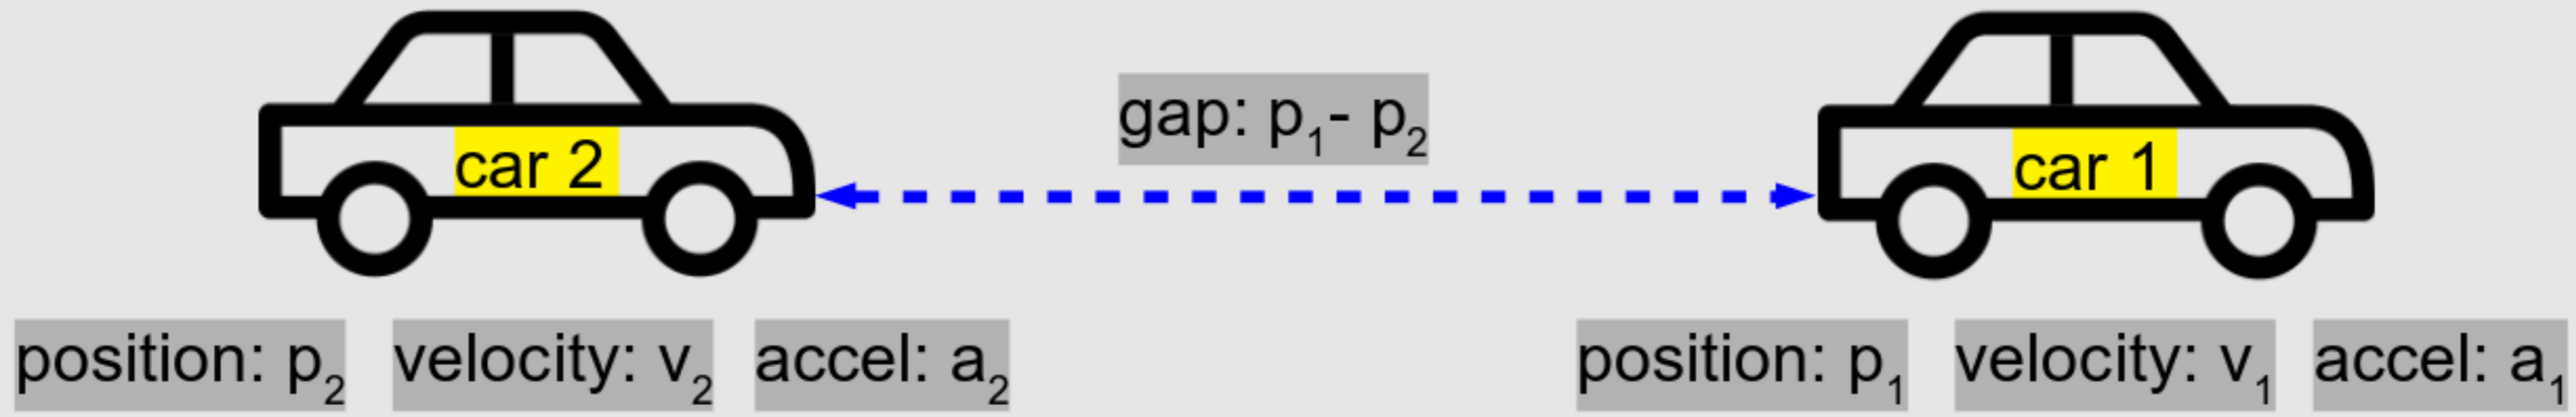 gap: p₁- p₂
car 2
car 1
position: p₂ velocity: v₂ accel: a₂
position: p₁ velocity: v₁ accel: a₁